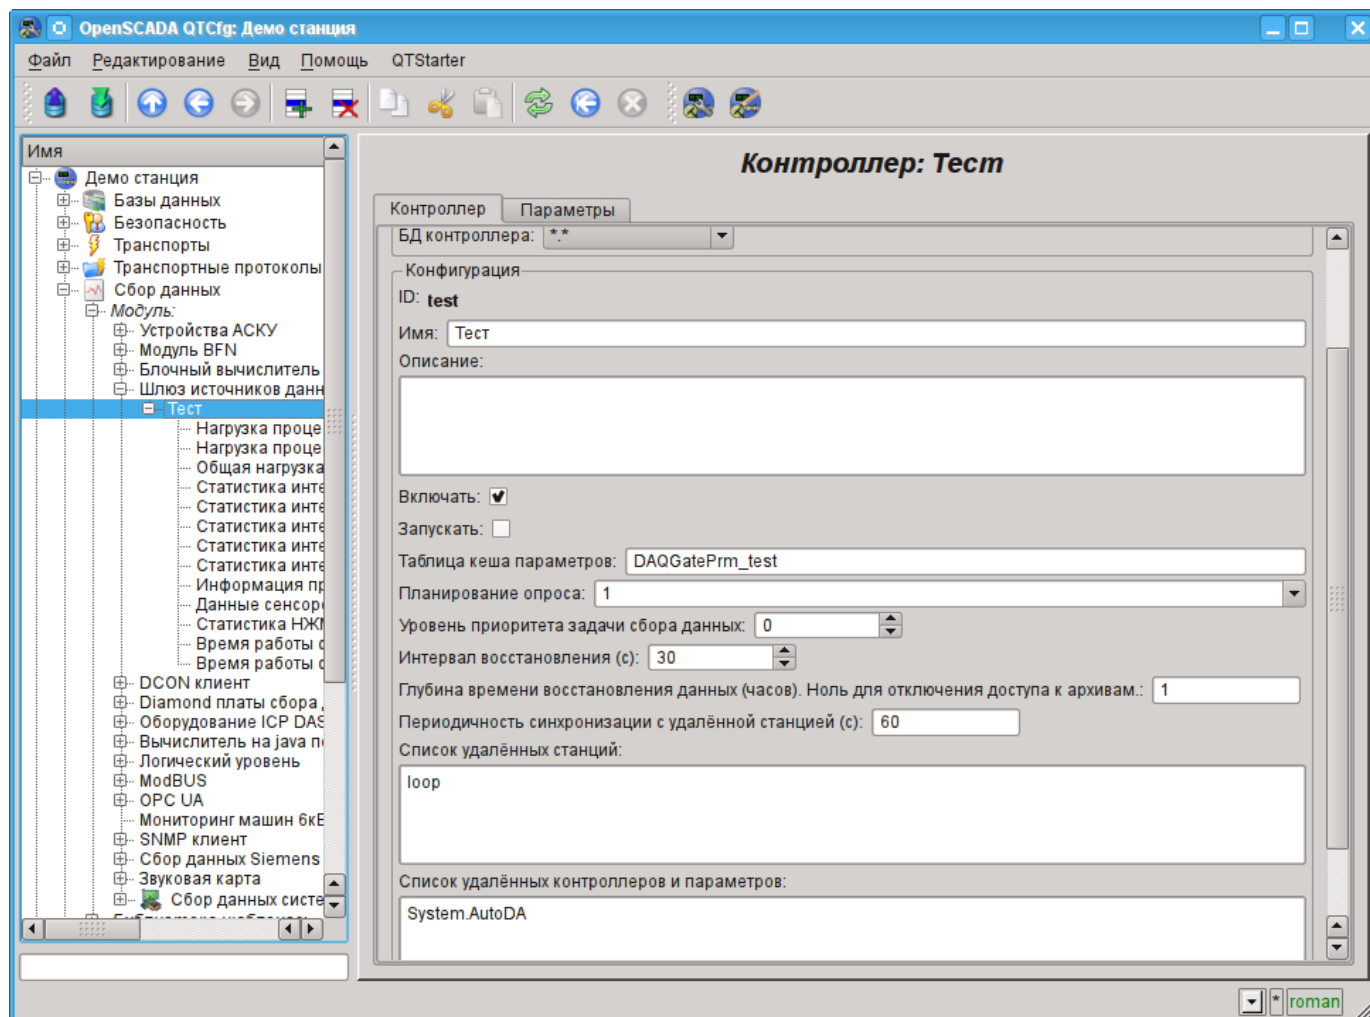 OpenSCADA QTCfg: Демо станция
Файл Редактирование Вид Помощь QTStarter
Имя
Демо станция
Базы данных
Безопасность
Транспорты
Транспортные протоколы
Сбор данных
Модуль:
Устройства АСКУ
Модуль BFN
Блочный вычислитель
Шлюз источников данн
Тест
Нагрузка проце
Нагрузка проце
Общая нагрузка
Статистика инте
Статистика инте
Статистика инте
Статистика инте
Статистика инте
Информация пр
Данные сенсор
Статистика НЖМ
Время работы с
Время работы с
DCON клиент
Diamond платы сбора
Оборудование ICP DAS
Вычислитель на java п
Логический уровень
ModBUS
OPC UA
Мониторинг машин 6кВ
SNMP клиент
Сбор данных Siemens
Звуковая карта
Сбор данных систе
Контроллер: Тест
Контроллер Параметры
БД контроллера: *.*
Конфигурация
ID: test
Имя: Тест
Описание:
Включать:
Запускать:
Таблица кеша параметров: DAQGatePrm_test
Планирование опроса: 1
Уровень приоритета задачи сбора данных: 0
Интервал восстановления (с): 30
Глубина времени восстановления данных (часов). Ноль для отключения доступа к архивам.: 1
Периодичность синхронизации с удалённой станцией (с): 60
Список удалённых станций:
loop
Список удалённых контроллеров и параметров:
System.AutoDA
* roman